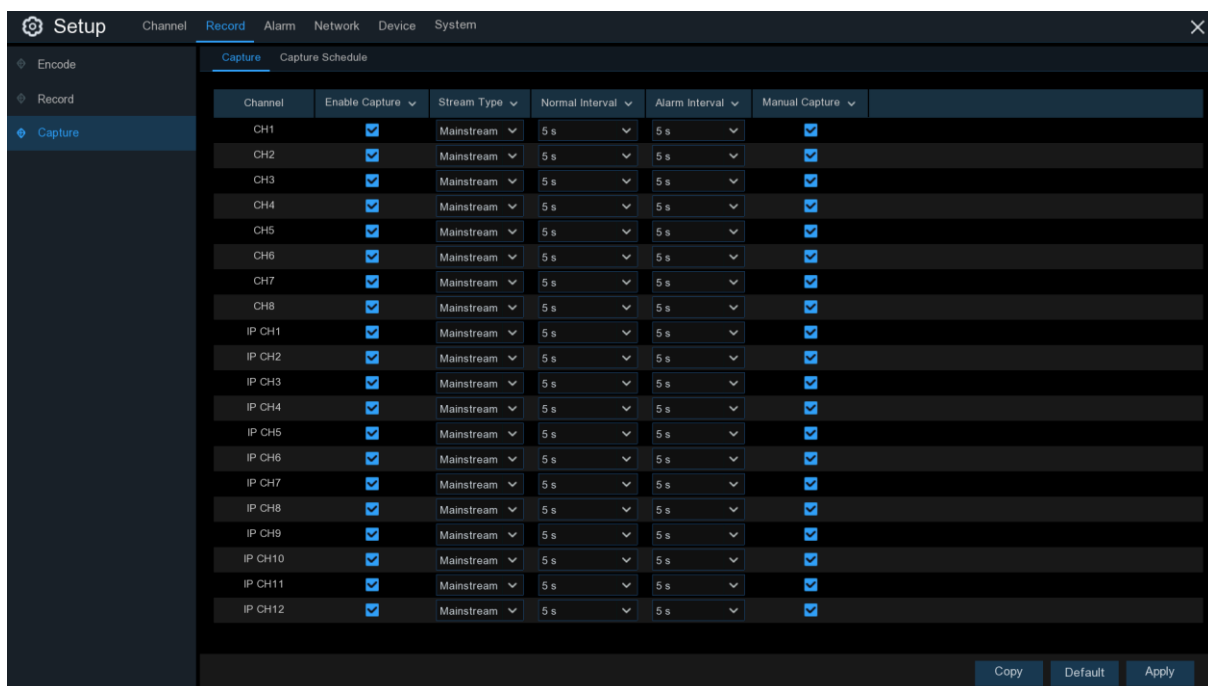 Setup Channel Record Alarm Network Device System
Encode
Record
Capture
Capture Capture Schedule
Channel Enable Capture Stream Type Normal Interval Alarm Interval Manual Capture
CH1 Mainstream 5 s 5 s
CH2 Mainstream 5 s 5 s
CH3 Mainstream 5 s 5 s
CH4 Mainstream 5 s 5 s
CH5 Mainstream 5 s 5 s
CH6 Mainstream 5 s 5 s
CH7 Mainstream 5 s 5 s
CH8 Mainstream 5 s 5 s
IP CH1 Mainstream 5 s 5 s
IP CH2 Mainstream 5 s 5 s
IP CH3 Mainstream 5 s 5 s
IP CH4 Mainstream 5 s 5 s
IP CH5 Mainstream 5 s 5 s
IP CH6 Mainstream 5 s 5 s
IP CH7 Mainstream 5 s 5 s
IP CH8 Mainstream 5 s 5 s
IP CH9 Mainstream 5 s 5 s
IP CH10 Mainstream 5 s 5 s
IP CH11 Mainstream 5 s 5 s
IP CH12 Mainstream 5 s 5 s
Copy Default Apply